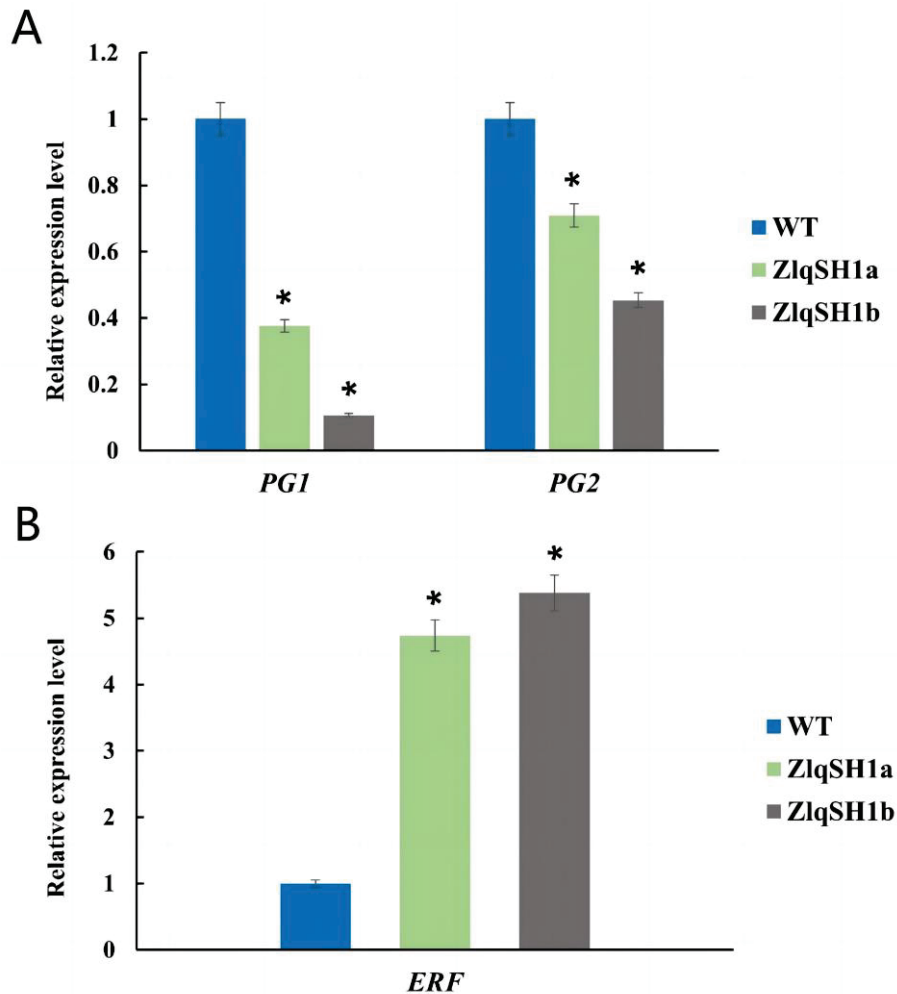 A
1.2
1
0.8
0.6
0.4
0.2
0
Relative expression level
*
*
*
*
PG1
PG2
WT
ZlqSH1a
ZlqSH1b
B
6
5
4
3
2
1
0
Relative expression level
*
*
ERF
WT
ZlqSH1a
ZlqSH1b